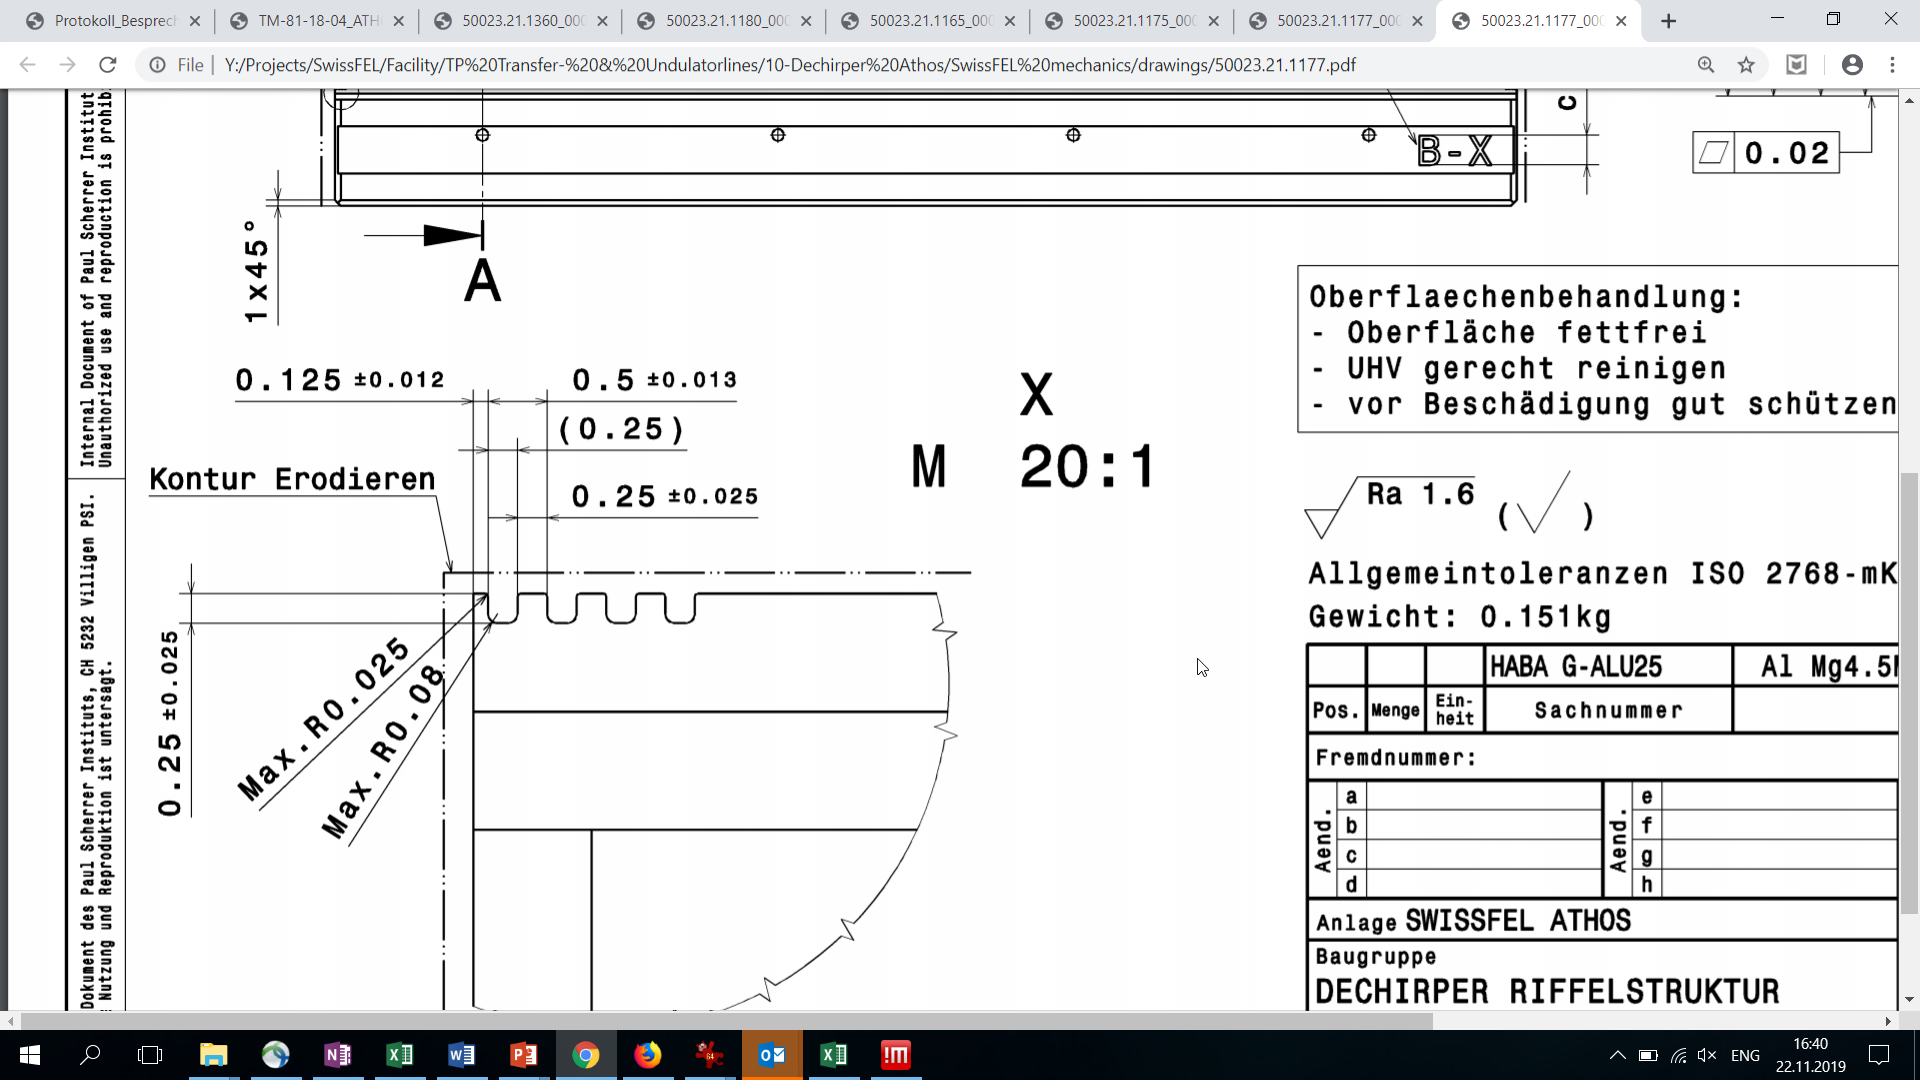 Protokoll_Besprec
TM-81-18-04_ATH
50023.21.1360_000
50023.21.1180_000
50023.21.1165_000
50023.21.1175_000
50023.21.1177_000
50023.21.1177_000
File
Y:/Projects/SwissFEL/Facility/TP%20Transfer-%20&%20Undulatorlines/10-Dechirper%20Athos/SwissFEL%20mechanics/drawings/50023.21.1177.pdf
Internal Document of Paul Scherrer Institut
Unauthorized use and reproduction is prohib
Dokument des Paul Scherrer Instituts, CH 5232 Villigen PSI.
Nutzung und Reproduktion ist untersagt.
B-X
c
0.02
1x45°
A
0.125 ±0.012
0.5 ±0.013
(0.25)
0.25 ±0.025
Kontur Erodieren
0.25 ±0.025
Max.R0.025
Max.R0.08
X
M 20:1
Oberflaechenbehandlung:
- Oberfläche fettfrei
- UHV gerecht reinigen
- vor Beschädigung gut schützen
Ra 1.6 ( )
Allgemeintoleranzen ISO 2768-mK
Gewicht: 0.151kg
HABA G-ALU25 Al Mg4.5
Pos. Menge Ein-
heit Sachnummer
Fremdnummer:
Aend. a b c d
Aend. e f g h
Anlage SWISSFEL ATHOS
Baugruppe
DECHIRPER RIFFELSTRUKTUR
ENG
16:40
22.11.2019